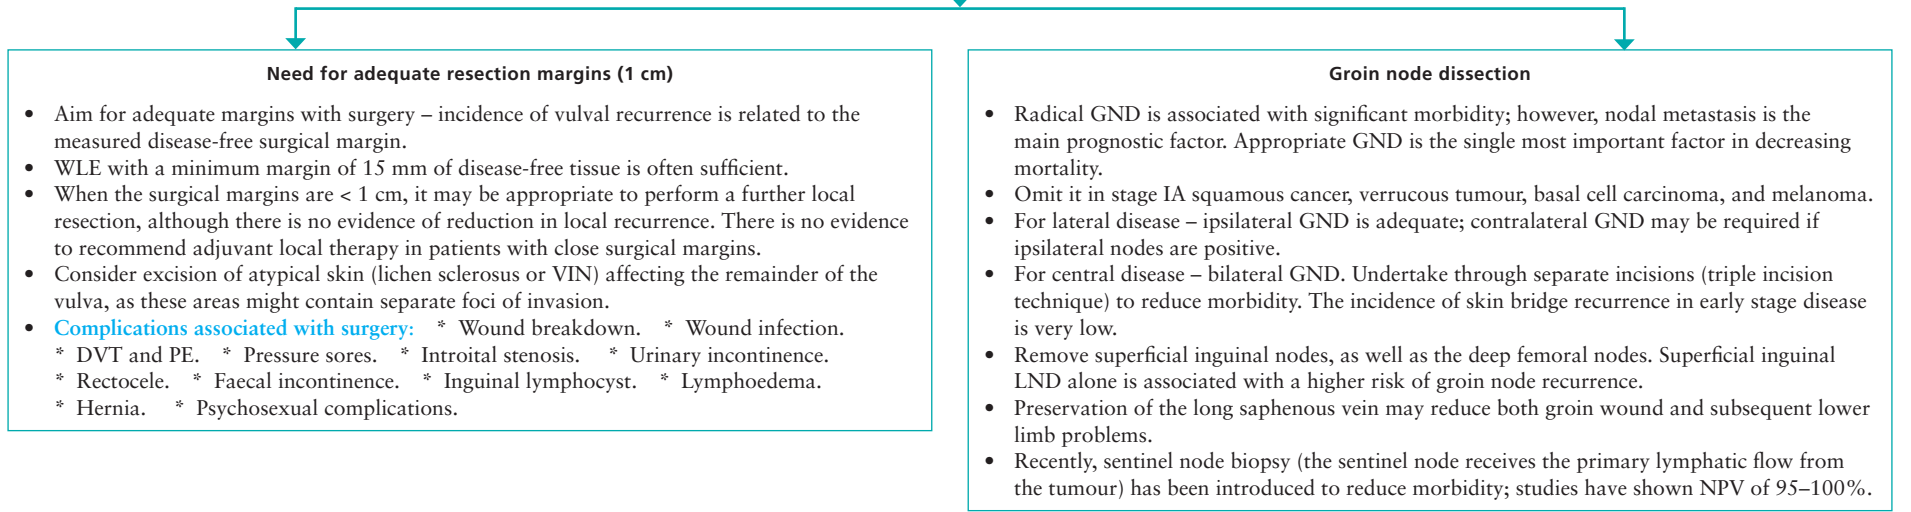 Need for adequate resection margins (1 cm)
• Aim for adequate margins with surgery – incidence of vulval recurrence is related to the
measured disease-free surgical margin.
• WLE with a minimum margin of 15 mm of disease-free tissue is often sufficient.
• When the surgical margins are < 1 cm, it may be appropriate to perform a further local
resection, although there is no evidence of reduction in local recurrence. There is no evidence
to recommend adjuvant local therapy in patients with close surgical margins.
• Consider excision of atypical skin (lichen sclerosus or VIN) affecting the remainder of the
vulva, as these areas might contain separate foci of invasion.
• Complications associated with surgery: * Wound breakdown. * Wound infection.
* DVT and PE. * Pressure sores. * Introital stenosis. * Urinary incontinence.
* Rectocele. * Faecal incontinence. * Inguinal lymphocyst. * Lymphoedema.
* Hernia. * Psychosexual complications.
Groin node dissection
• Radical GND is associated with significant morbidity; however, nodal metastasis is the
main prognostic factor. Appropriate GND is the single most important factor in decreasing
mortality.
• Omit it in stage IA squamous cancer, verrucous tumour, basal cell carcinoma, and melanoma.
• For lateral disease – ipsilateral GND is adequate; contralateral GND may be required if
ipsilateral nodes are positive.
• For central disease – bilateral GND. Undertake through separate incisions (triple incision
technique) to reduce morbidity. The incidence of skin bridge recurrence in early stage disease
is very low.
• Remove superficial inguinal nodes, as well as the deep femoral nodes. Superficial inguinal
LND alone is associated with a higher risk of groin node recurrence.
• Preservation of the long saphenous vein may reduce both groin wound and subsequent lower
limb problems.
• Recently, sentinel node biopsy (the sentinel node receives the primary lymphatic flow from
the tumour) has been introduced to reduce morbidity; studies have shown NPV of 95–100%.